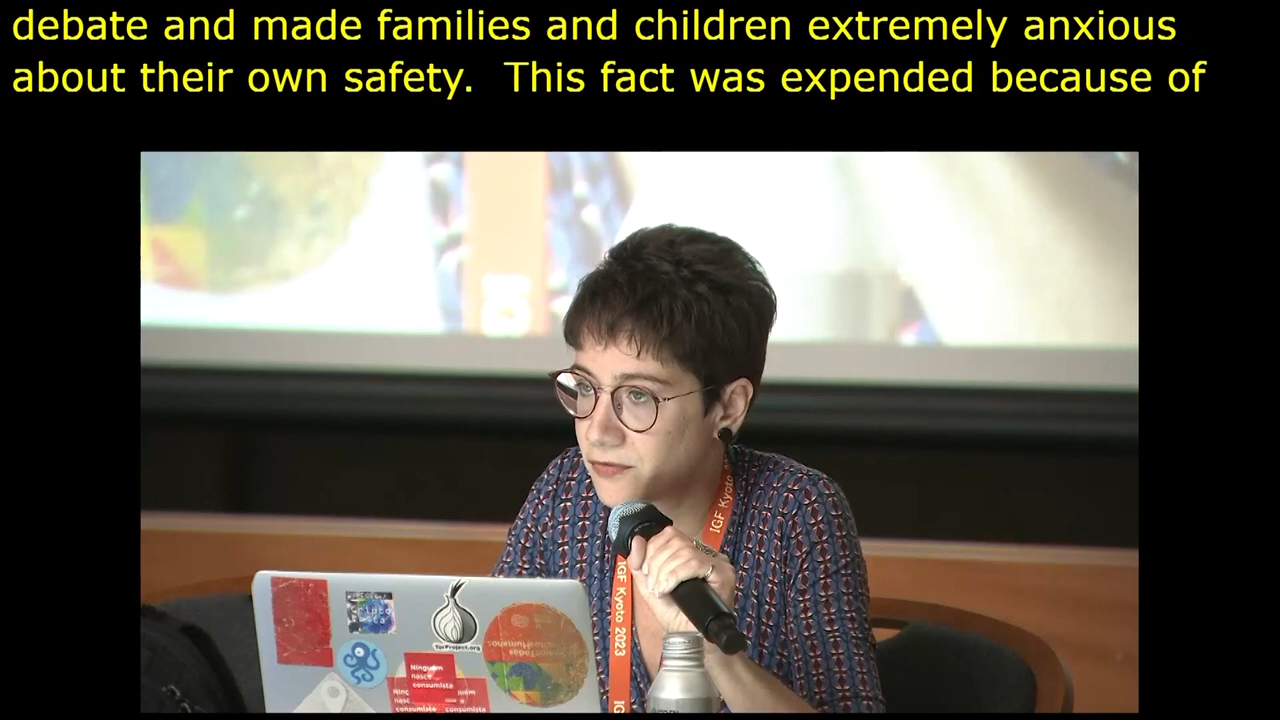 debate and made families and children extremely anxious
about their own safety.  This fact was expended because of
IGF Kyoto
IGF Kyoto 2023
TorProject.org
Ninguém
nasce
consumista
consumista